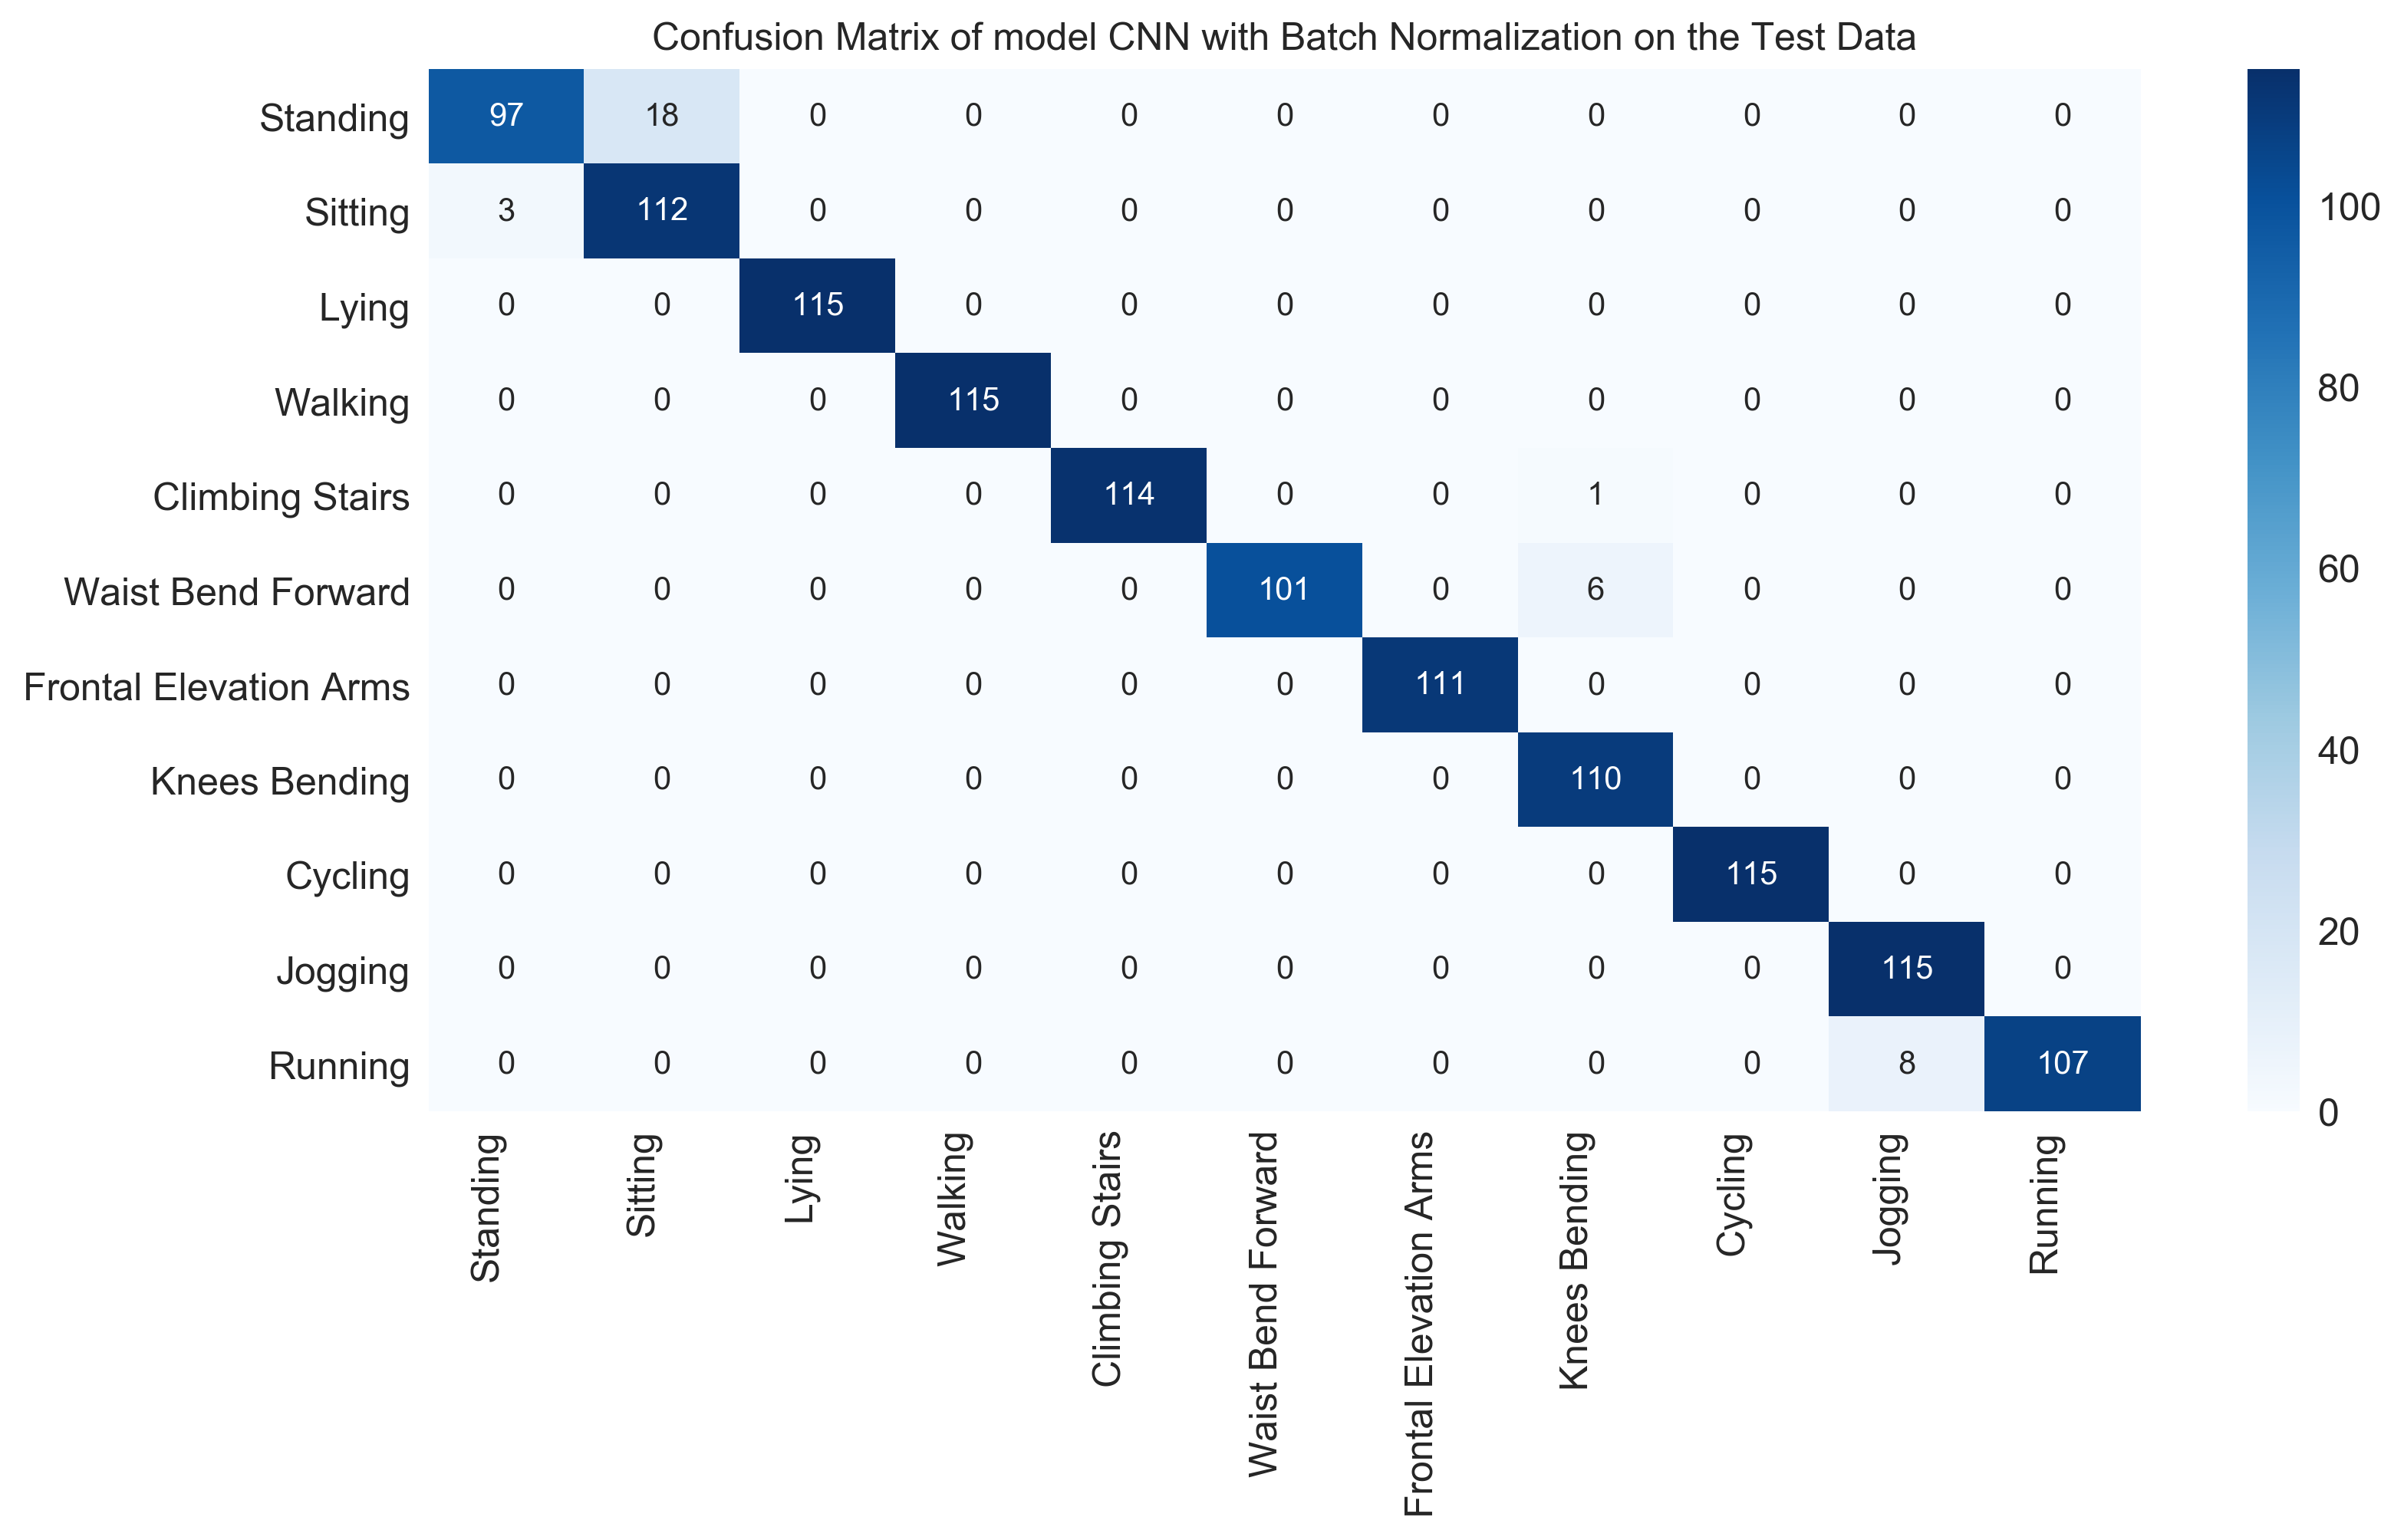 Confusion Matrix of model CNN with Batch Normalization on the Test Data
Standing 97 18 0 0 0 0 0 0 0 0 0
Sitting 3 112 0 0 0 0 0 0 0 0 0
Lying 0 0 115 0 0 0 0 0 0 0 0
Walking 0 0 0 115 0 0 0 0 0 0 0
Climbing Stairs 0 0 0 0 114 0 0 1 0 0 0
Waist Bend Forward 0 0 0 0 0 101 0 6 0 0 0
Frontal Elevation Arms 0 0 0 0 0 0 111 0 0 0 0
Knees Bending 0 0 0 0 0 0 0 110 0 0 0
Cycling 0 0 0 0 0 0 0 0 115 0 0
Jogging 0 0 0 0 0 0 0 0 0 115 0
Running 0 0 0 0 0 0 0 0 0 8 107
Standing
Sitting
Lying
Walking
Climbing Stairs
Waist Bend Forward
Frontal Elevation Arms
Knees Bending
Cycling
Jogging
Running
100
80
60
40
20
0